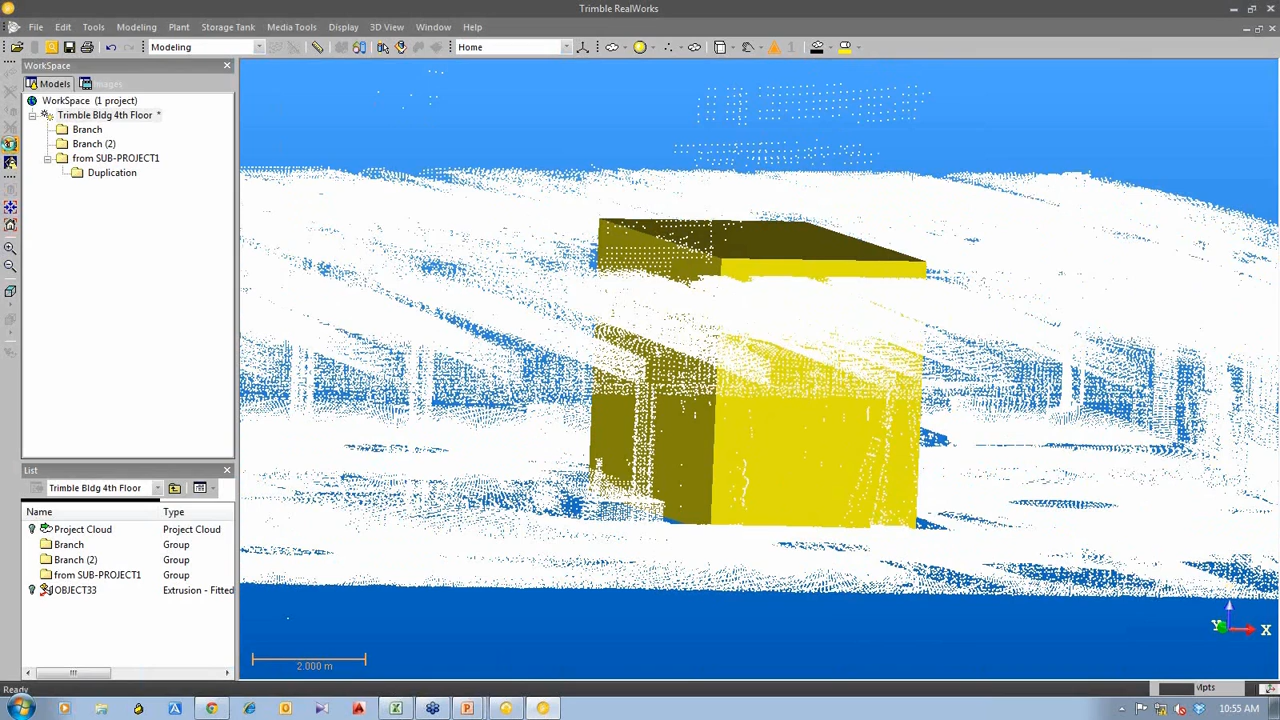 Trimble RealWorks
File Edit Tools Modeling Plant Storage Tank Media Tools Display 3D View Window Help
Modeling Home
WorkSpace
Models Images
WorkSpace (1 project)
Trimble Bldg 4th Floor *
Branch
Branch (2)
from SUB-PROJECT1
Duplication
List
Trimble Bldg 4th Floor
Name Type
Project Cloud Project Cloud
Branch Group
Branch (2) Group
from SUB-PROJECT1 Group
OBJECT33 Extrusion - Fitted
2.000 m
Y X
Ready Mpts
10:55 AM